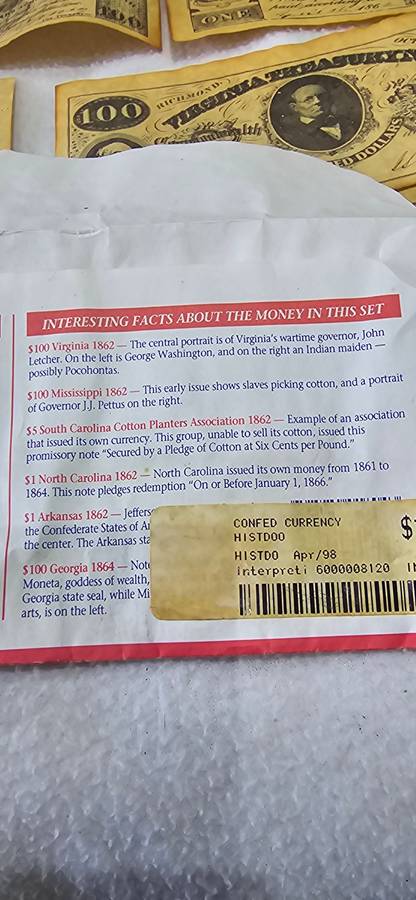 100
ONE
RICHMOND
100
VIRGINIA TREASURY N
Commonwealth
ED DOLLARS
INTERESTING FACTS ABOUT THE MONEY IN THIS SET
$100 Virginia 1862 — The central portrait is of Virginia's wartime governor, John
Letcher. On the left is George Washington, and on the right an Indian maiden —
possibly Pocohontas.
$100 Mississippi 1862 — This early issue shows slaves picking cotton, and a portrait
of Governor J.J. Pettus on the right.
$5 South Carolina Cotton Planters Association 1862 — Example of an association
that issued its own currency. This group, unable to sell its cotton, issued this
promissory note "Secured by a Pledge of Cotton at Six Cents per Pound."
$1 North Carolina 1862 — North Carolina issued its own money from 1861 to
1864. This note pledges redemption "On or Before January 1, 1866."
$1 Arkansas 1862 — Jeffers
the Confederate States of A
the center. The Arkansas sta
$100 Georgia 1864 — Note
Moneta, goddess of wealth,
Georgia state seal, while Mi
arts, is on the left.
CONFED CURRENCY $
HISTDOO
HISTDO Apr/98
Interpreti 6000008120